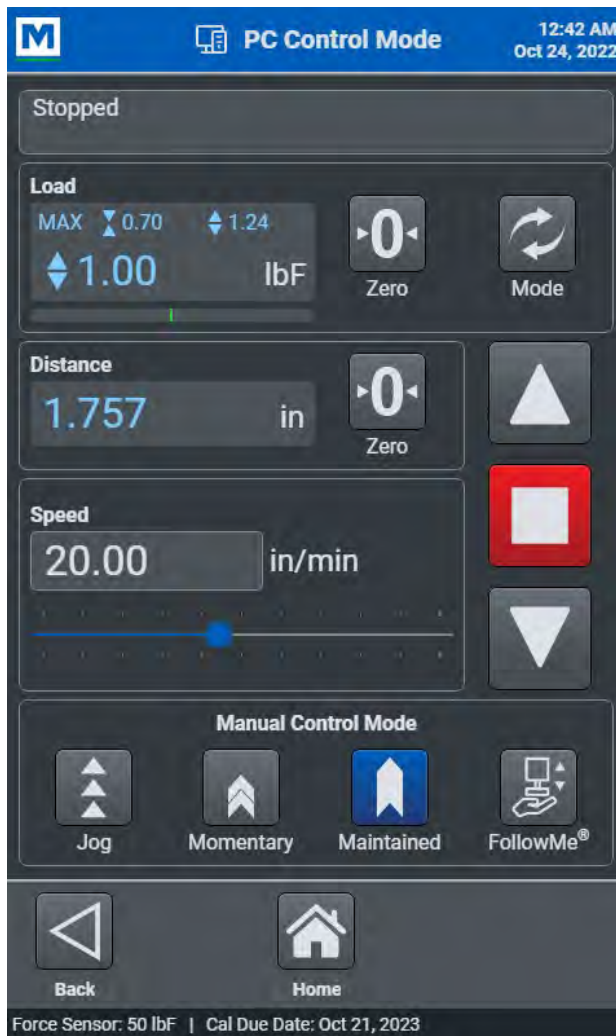 M
PC Control Mode
12:42 AM
Oct 24, 2022
Stopped
Load
MAX 0.70 1.24
1.00 lbF
0
Zero
Mode
Distance
1.757 in
0
Zero
Speed
20.00 in/min
Manual Control Mode
Jog
Momentary
Maintained
FollowMe®
Back
Home
Force Sensor: 50 lbF | Cal Due Date: Oct 21, 2023